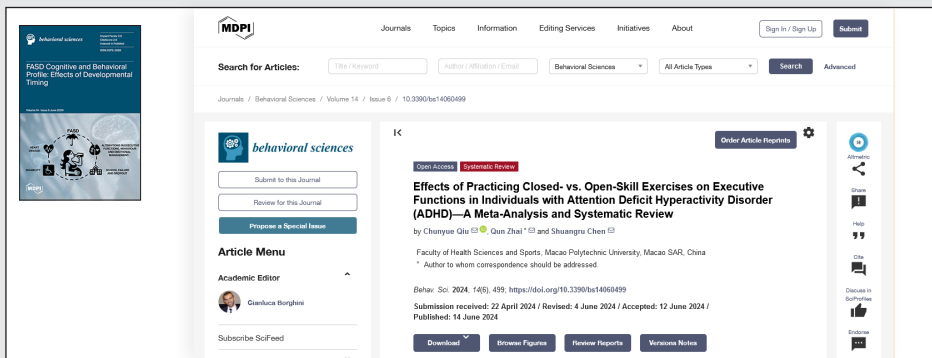 behavioral sciences
FASD Cognitive and Behavioral
Profile: Effects of Developmental
Timing
FASD
MDPI
MDPI
Journals Topics Information Editing Services Initiatives About
Sign In / Sign Up Submit
Search for Articles:
Title / Keyword
Author / Affiliation / Email
Behavioral Sciences
All Article Types
Search
Advanced
Journals / Behavioral Sciences / Volume 14 / Issue 6 / 10.3390/bs14060499
behavioral sciences
Submit to this Journal
Review for this Journal
Propose a Special Issue
Article Menu
Academic Editor
Gianluca Borghini
Subscribe SciFeed
Order Article Reprints
Open Access Systematic Review
Effects of Practicing Closed- vs. Open-Skill Exercises on Executive
Functions in Individuals with Attention Deficit Hyperactivity Disorder
(ADHD)—A Meta-Analysis and Systematic Review
by Chunyue Qiu, Qun Zhai * and Shuangru Chen
Faculty of Health Sciences and Sports, Macao Polytechnic University, Macao SAR, China
* Author to whom correspondence should be addressed.
Behav. Sci. 2024, 14(6), 499; https://doi.org/10.3390/bs14060499
Submission received: 22 April 2024 / Revised: 4 June 2024 / Accepted: 12 June 2024 /
Published: 14 June 2024
Download Browse Figures Review Reports Versions Notes
Altmetric
Share
Help
Cite
Discuss in
SciProfiles
Endorse